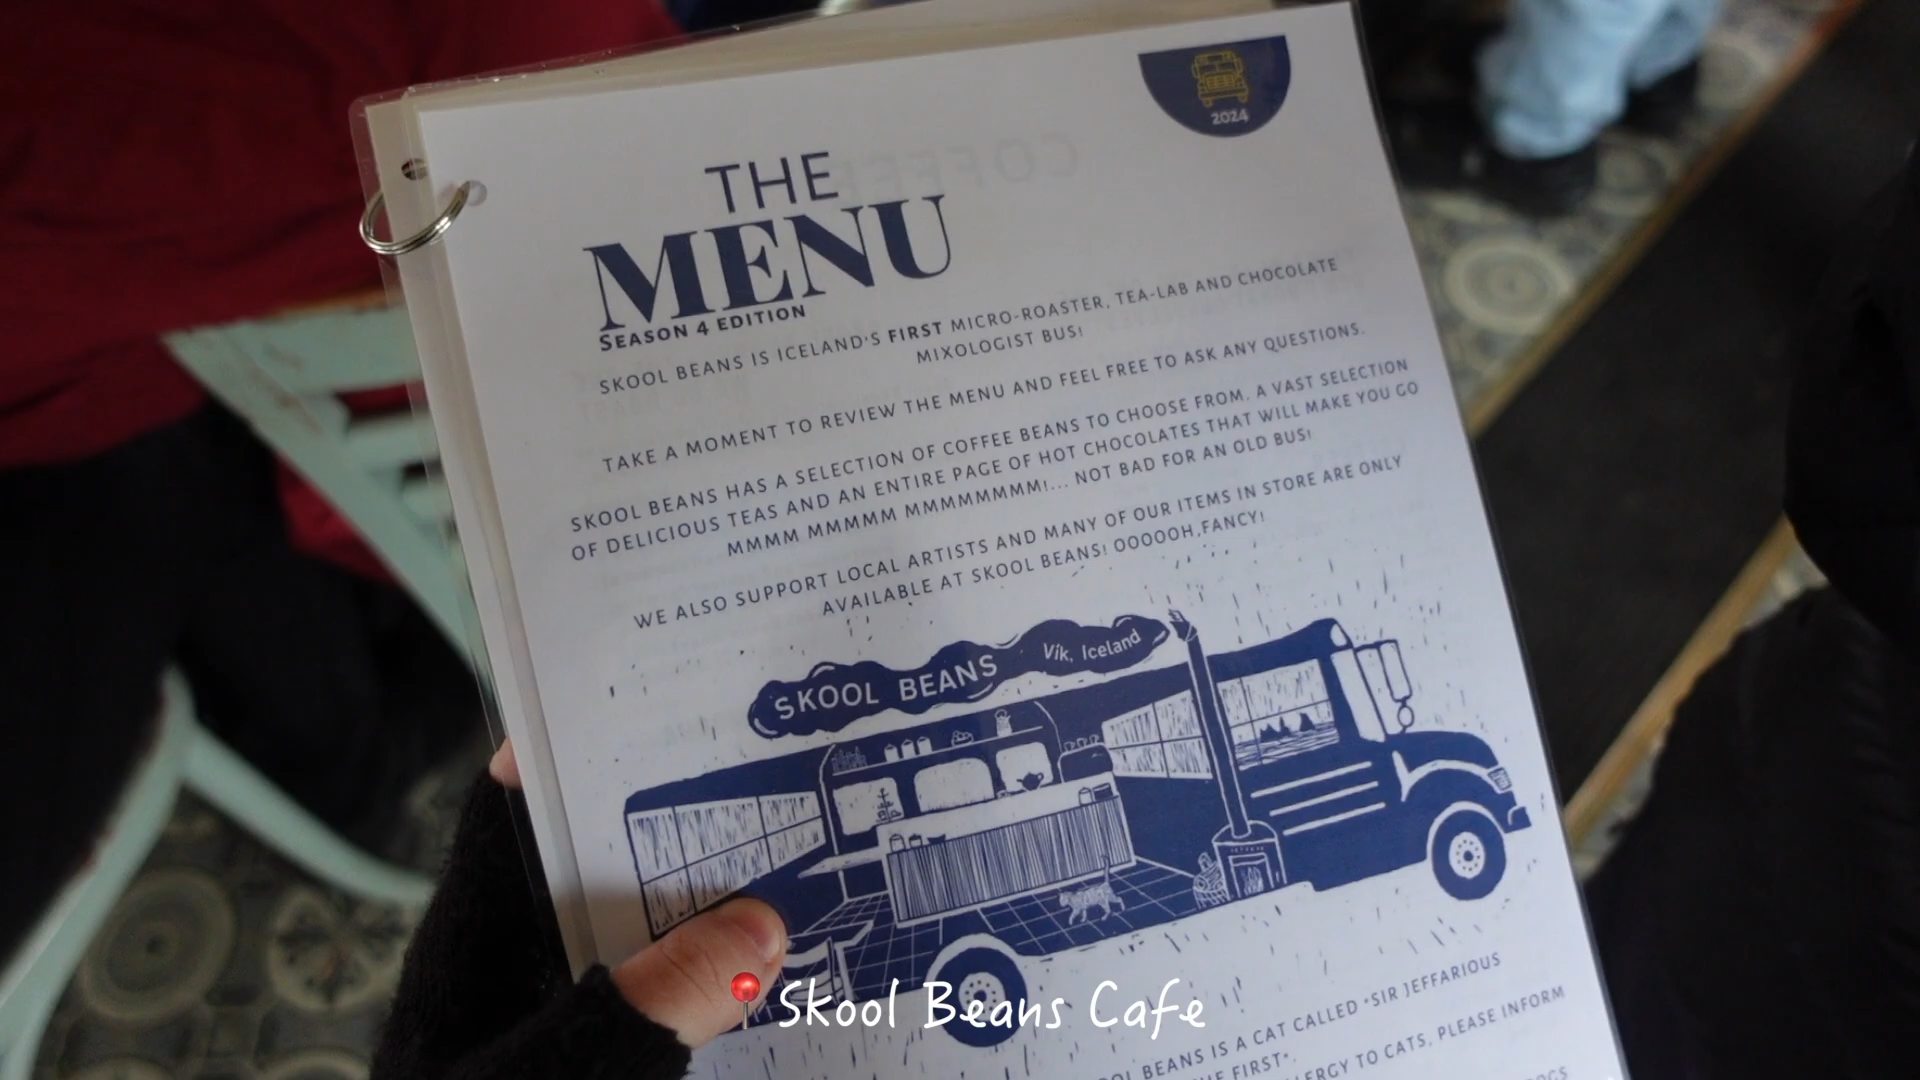 2024
THE
MENU
SEASON 4 EDITION
SKOOL BEANS IS ICELAND'S FIRST MICRO-ROASTER, TEA-LAB AND CHOCOLATE
MIXOLOGIST BUS!
TAKE A MOMENT TO REVIEW THE MENU AND FEEL FREE TO ASK ANY QUESTIONS.
SKOOL BEANS HAS A SELECTION OF COFFEE BEANS TO CHOOSE FROM. A VAST SELECTION
OF DELICIOUS TEAS AND AN ENTIRE PAGE OF HOT CHOCOLATES THAT WILL MAKE YOU GO
MMMM MMMMM MMMMMMMM!... NOT BAD FOR AN OLD BUS!
WE ALSO SUPPORT LOCAL ARTISTS AND MANY OF OUR ITEMS IN STORE ARE ONLY
AVAILABLE AT SKOOL BEANS! OOOOOH,FANCY!
SKOOL BEANS Vík, Iceland
BEANS IS A CAT CALLED "SIR JEFFARIOUS
FIRST".
TO CATS, PLEASE INFORM
Skool Beans Cafe